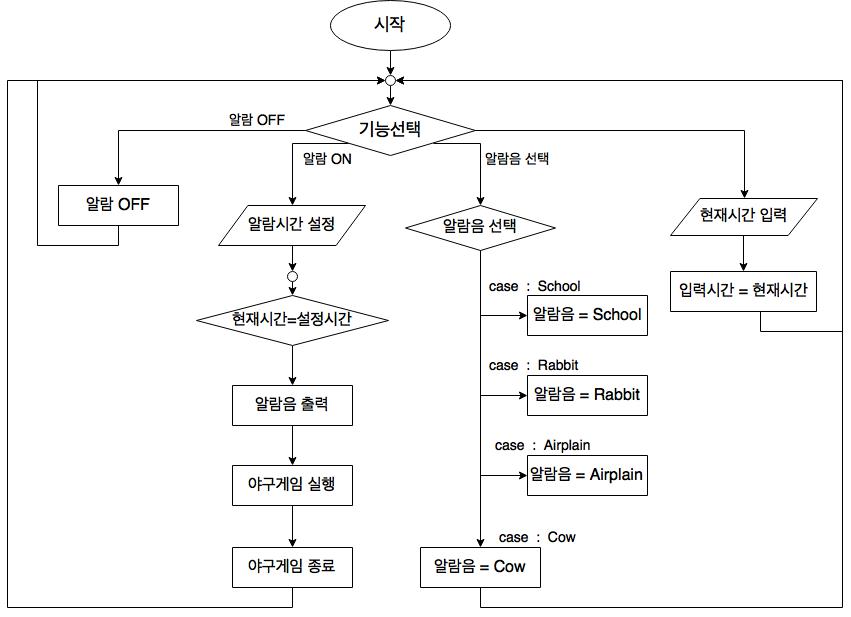 시작
기능선택
알람 OFF
알람 ON
알람음 선택
알람 OFF
알람시간 설정
알람음 선택
현재시간 입력
입력시간 = 현재시간
현재시간=설정시간
case : School
알람음 = School
case : Rabbit
알람음 = Rabbit
알람음 출력
case : Airplain
알람음 = Airplain
야구게임 실행
case : Cow
알람음 = Cow
야구게임 종료